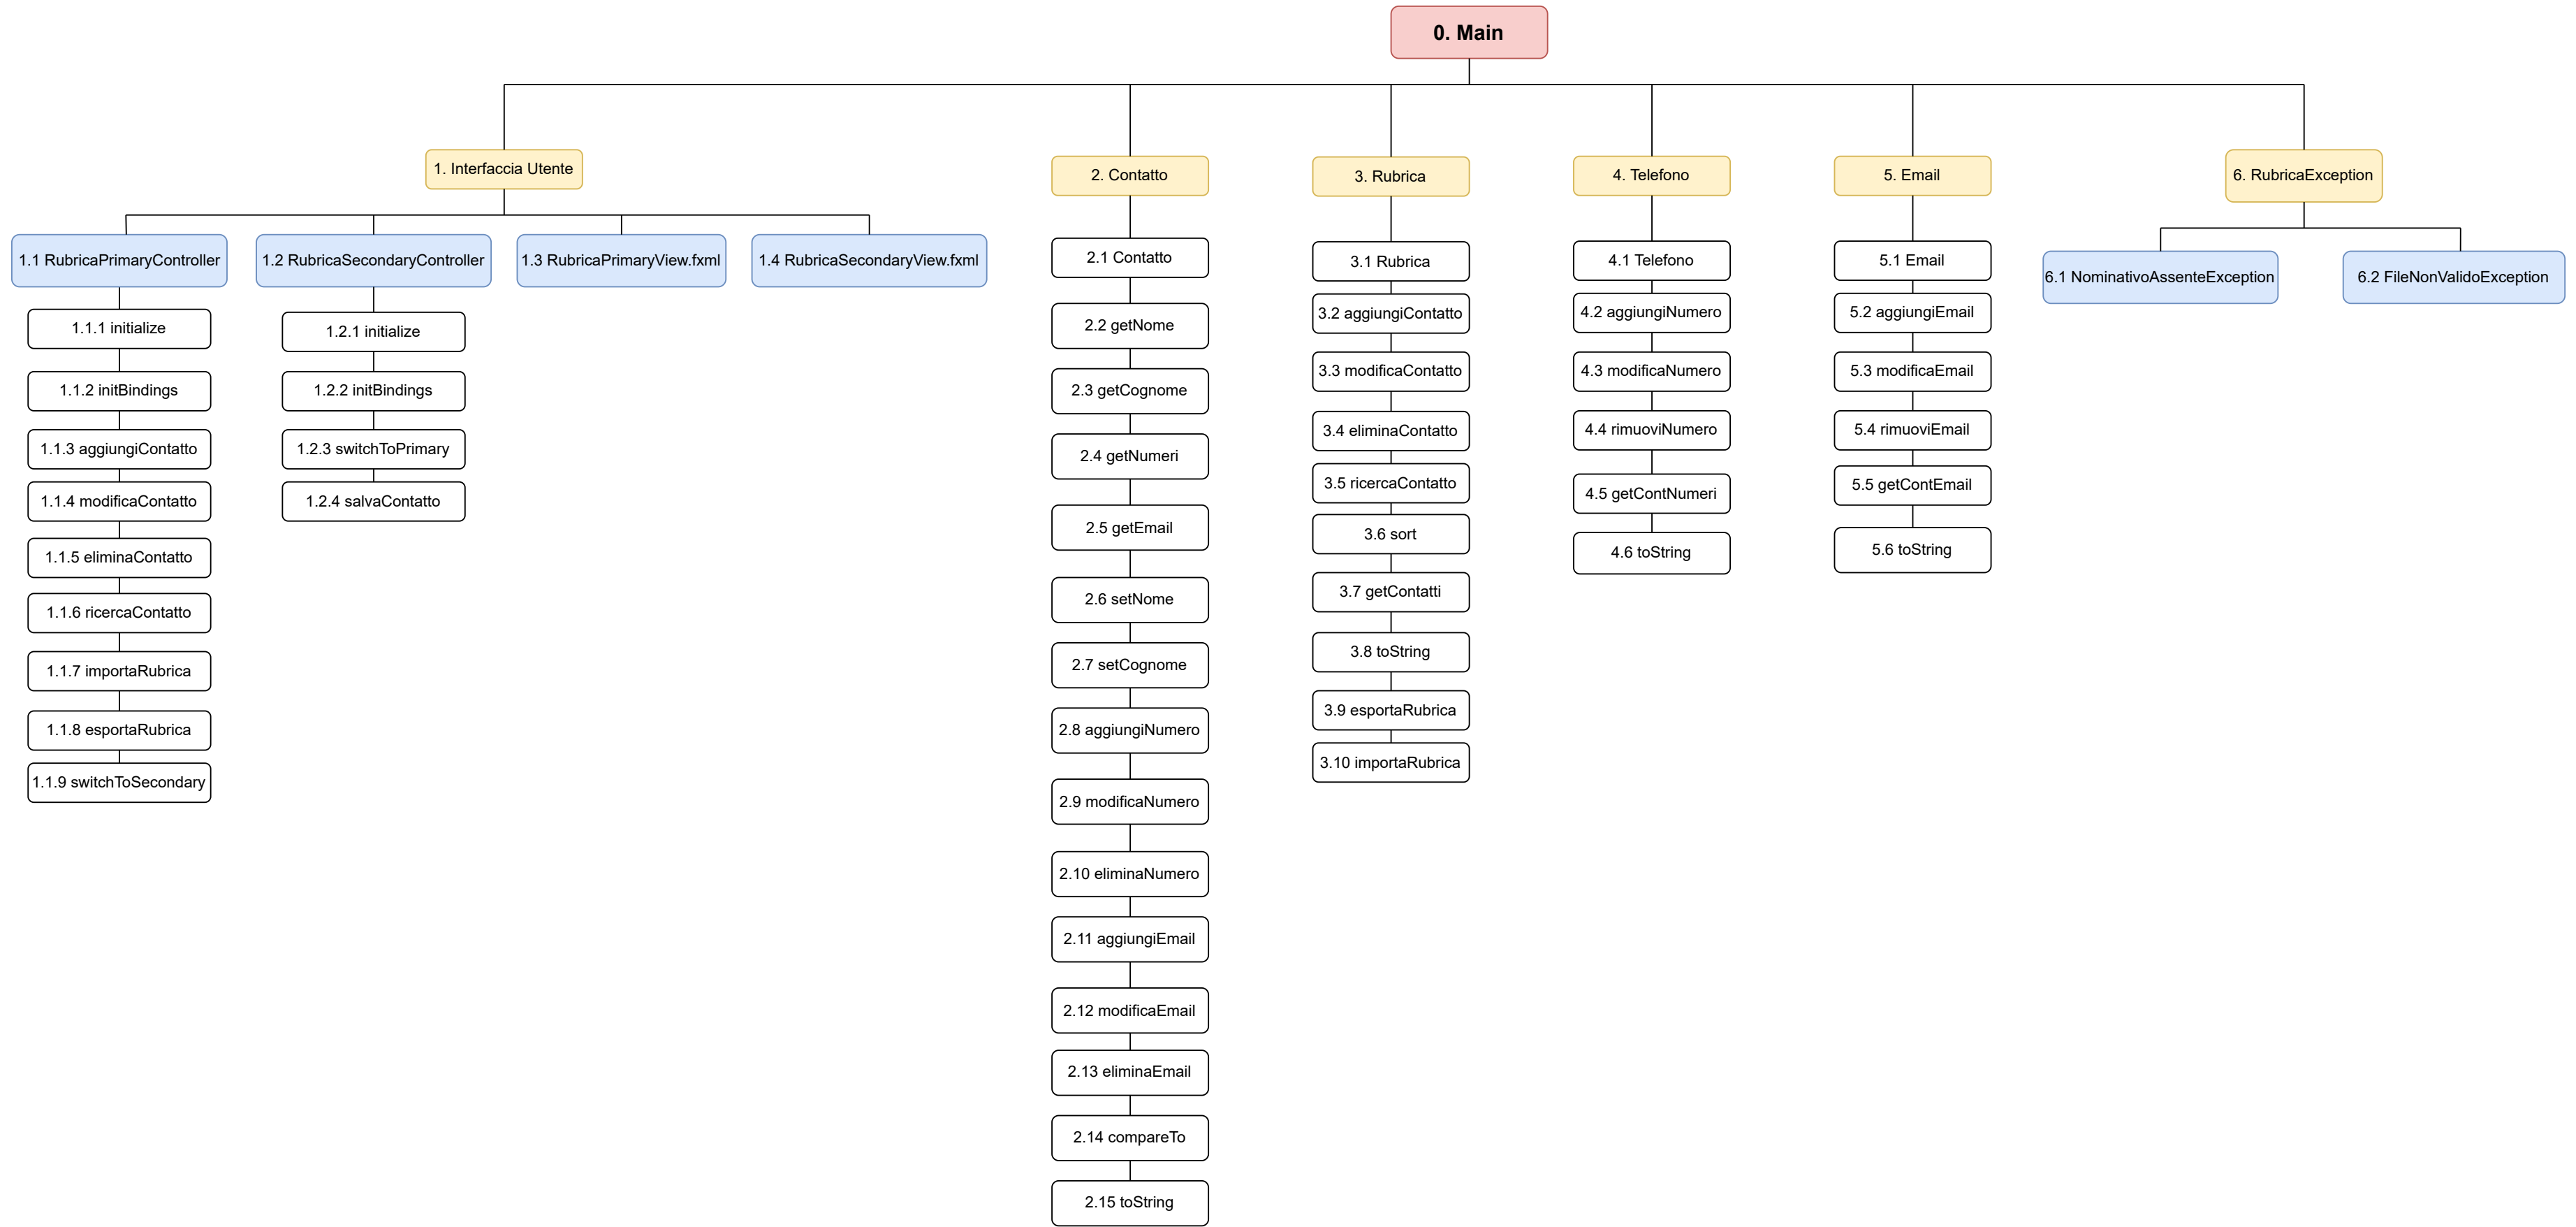 0. Main
1. Interfaccia Utente
2. Contatto
3. Rubrica
4. Telefono
5. Email
6. RubricaException
1.1 RubricaPrimaryController
1.2 RubricaSecondaryController
1.3 RubricaPrimaryView.fxml
1.4 RubricaSecondaryView.fxml
1.1.1 initialize
1.1.2 initBindings
1.1.3 aggiungiContatto
1.1.4 modificaContatto
1.1.5 eliminaContatto
1.1.6 ricercaContatto
1.1.7 importaRubrica
1.1.8 esportaRubrica
1.1.9 switchToSecondary
1.2.1 initialize
1.2.2 initBindings
1.2.3 switchToPrimary
1.2.4 salvaContatto
2.1 Contatto
2.2 getNome
2.3 getCognome
2.4 getNumeri
2.5 getEmail
2.6 setNome
2.7 setCognome
2.8 aggiungiNumero
2.9 modificaNumero
2.10 eliminaNumero
2.11 aggiungiEmail
2.12 modificaEmail
2.13 eliminaEmail
2.14 compareTo
2.15 toString
3.1 Rubrica
3.2 aggiungiContatto
3.3 modificaContatto
3.4 eliminaContatto
3.5 ricercaContatto
3.6 sort
3.7 getContatti
3.8 toString
3.9 esportaRubrica
3.10 importaRubrica
4.1 Telefono
4.2 aggiungiNumero
4.3 modificaNumero
4.4 rimuoviNumero
4.5 getContNumeri
4.6 toString
5.1 Email
5.2 aggiungiEmail
5.3 modificaEmail
5.4 rimuoviEmail
5.5 getContEmail
5.6 toString
6.1 NominativoAssenteException
6.2 FileNonValidoException